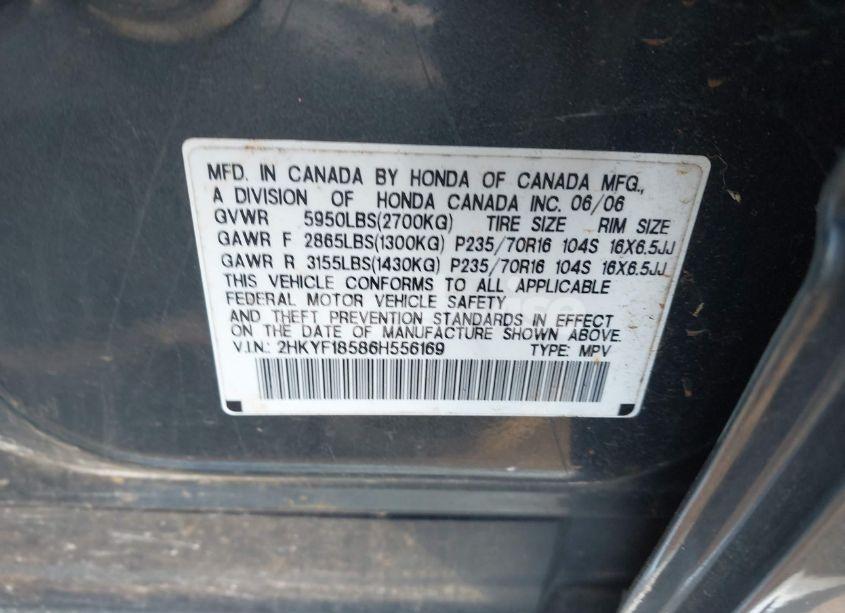 MFD. IN CANADA BY HONDA OF CANADA MFG.,
A DIVISION OF HONDA CANADA INC. 06/06
GVWR 5950LBS(2700KG) TIRE SIZE RIM SIZE
GAWR F 2865LBS(1300KG) P235/70R16 104S 16X6.5JJ
GAWR R 3155LBS(1430KG) P235/70R16 104S 16X6.5JJ
THIS VEHICLE CONFORMS TO ALL APPLICABLE
FEDERAL MOTOR VEHICLE SAFETY
AND THEFT PREVENTION STANDARDS IN EFFECT
ON THE DATE OF MANUFACTURE SHOWN ABOVE.
V.I.N.: 2HKYF18586H556169 TYPE: MPV